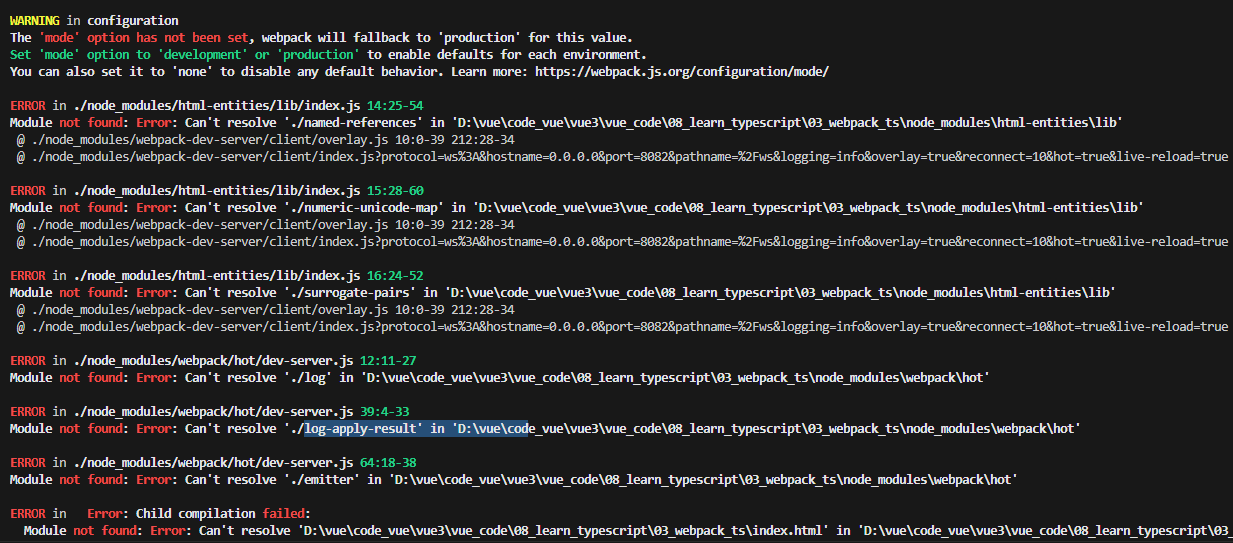 WARNING in configuration
The 'mode' option has not been set, webpack will fallback to 'production' for this value.
Set 'mode' option to 'development' or 'production' to enable defaults for each environment.
You can also set it to 'none' to disable any default behavior. Learn more: https://webpack.js.org/configuration/mode/
ERROR in ./node_modules/html-entities/lib/index.js 14:25-54
Module not found: Error: Can't resolve './named-references' in 'D:\vue\code_vue\vue3\vue_code\08_learn_typescript\03_webpack_ts\node_modules\html-entities\lib'
@ ./node_modules/webpack-dev-server/client/overlay.js 10:0-39 212:28-34
@ ./node_modules/webpack-dev-server/client/index.js?protocol=ws%3A&hostname=0.0.0.0&port=8082&pathname=%2Fws&logging=info&overlay=true&reconnect=10&hot=true&live-reload=true
ERROR in ./node_modules/html-entities/lib/index.js 15:28-60
Module not found: Error: Can't resolve './numeric-unicode-map' in 'D:\vue\code_vue\vue3\vue_code\08_learn_typescript\03_webpack_ts\node_modules\html-entities\lib'
@ ./node_modules/webpack-dev-server/client/overlay.js 10:0-39 212:28-34
@ ./node_modules/webpack-dev-server/client/index.js?protocol=ws%3A&hostname=0.0.0.0&port=8082&pathname=%2Fws&logging=info&overlay=true&reconnect=10&hot=true&live-reload=true
ERROR in ./node_modules/html-entities/lib/index.js 16:24-52
Module not found: Error: Can't resolve './surrogate-pairs' in 'D:\vue\code_vue\vue3\vue_code\08_learn_typescript\03_webpack_ts\node_modules\html-entities\lib'
@ ./node_modules/webpack-dev-server/client/overlay.js 10:0-39 212:28-34
@ ./node_modules/webpack-dev-server/client/index.js?protocol=ws%3A&hostname=0.0.0.0&port=8082&pathname=%2Fws&logging=info&overlay=true&reconnect=10&hot=true&live-reload=true
ERROR in ./node_modules/webpack/hot/dev-server.js 12:11-27
Module not found: Error: Can't resolve './log' in 'D:\vue\code_vue\vue3\vue_code\08_learn_typescript\03_webpack_ts\node_modules\webpack\hot'
ERROR in ./node_modules/webpack/hot/dev-server.js 39:4-33
Module not found: Error: Can't resolve './log-apply-result' in 'D:\vue\code_vue\vue3\vue_code\08_learn_typescript\03_webpack_ts\node_modules\webpack\hot'
ERROR in ./node_modules/webpack/hot/dev-server.js 64:18-38
Module not found: Error: Can't resolve './emitter' in 'D:\vue\code_vue\vue3\vue_code\08_learn_typescript\03_webpack_ts\node_modules\webpack\hot'
ERROR in   Error: Child compilation failed:
Module not found: Error: Can't resolve 'D:\vue\code_vue\vue3\vue_code\08_learn_typescript\03_webpack_ts\index.html' in 'D:\vue\code_vue\vue3\vue_code\08_learn_typescript\03_